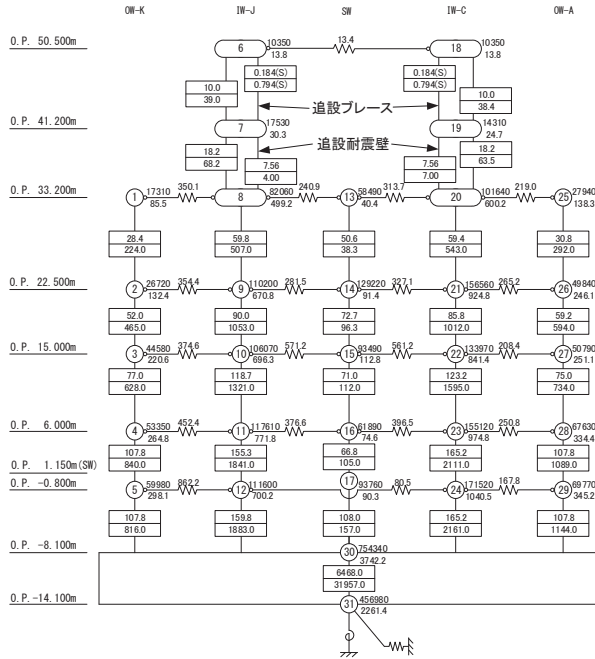 OW-K IW-J SW IW-C OW-A
O.P. 50.500m 6 10350 13.4 18 10350
13.8 13.8
0.184(S) 0.184(S)
10.0 0.794(S) 0.794(S) 10.0
39.0 追設ブレース 38.4
O.P. 41.200m 7 17530 19 14310
30.3 追設耐震壁 24.7
18.2 18.2
68.2 7.56 7.56 63.5
4.00 7.00
O.P. 33.200m 1 17310 350.1 8 82060 240.9 13 58490 313.7 20 101640 219.0 25 27940
85.5 499.2 40.4 600.2 138.3
28.4 59.8 50.6 59.4 30.8
224.0 507.0 38.3 543.0 292.0
O.P. 22.500m 2 26720 354.4 9 110200 281.5 14 129220 327.1 21 156560 265.2 26 49840
132.4 670.8 91.4 924.8 246.1
52.0 90.0 72.7 85.8 59.2
465.0 1053.0 96.3 1012.0 594.0
O.P. 15.000m 3 44580 374.6 10 106070 571.2 15 93490 561.2 22 133970 208.4 27 50790
220.6 696.3 112.8 841.4 251.1
77.0 118.7 71.0 123.2 75.0
628.0 1321.0 112.0 1595.0 734.0
O.P. 6.000m 4 53350 452.4 11 117610 376.6 16 61890 396.5 23 155120 250.8 28 67630
264.8 771.8 74.6 974.8 334.4
107.8 155.3 66.8 165.2 107.8
840.0 1841.0 105.0 2111.0 1089.0
O.P. 1.150m(SW)
O.P. -0.800m 5 59980 862.2 12 111600 17 93760 80.5 24 171520 167.8 29 69770
298.1 700.2 90.3 1040.5 345.2
107.8 159.8 108.0 165.2 107.8
816.0 1883.0 157.0 2161.0 1144.0
O.P. -8.100m 30 754340
3742.2
6468.0
31957.0
O.P. -14.100m 31 456980
2261.4